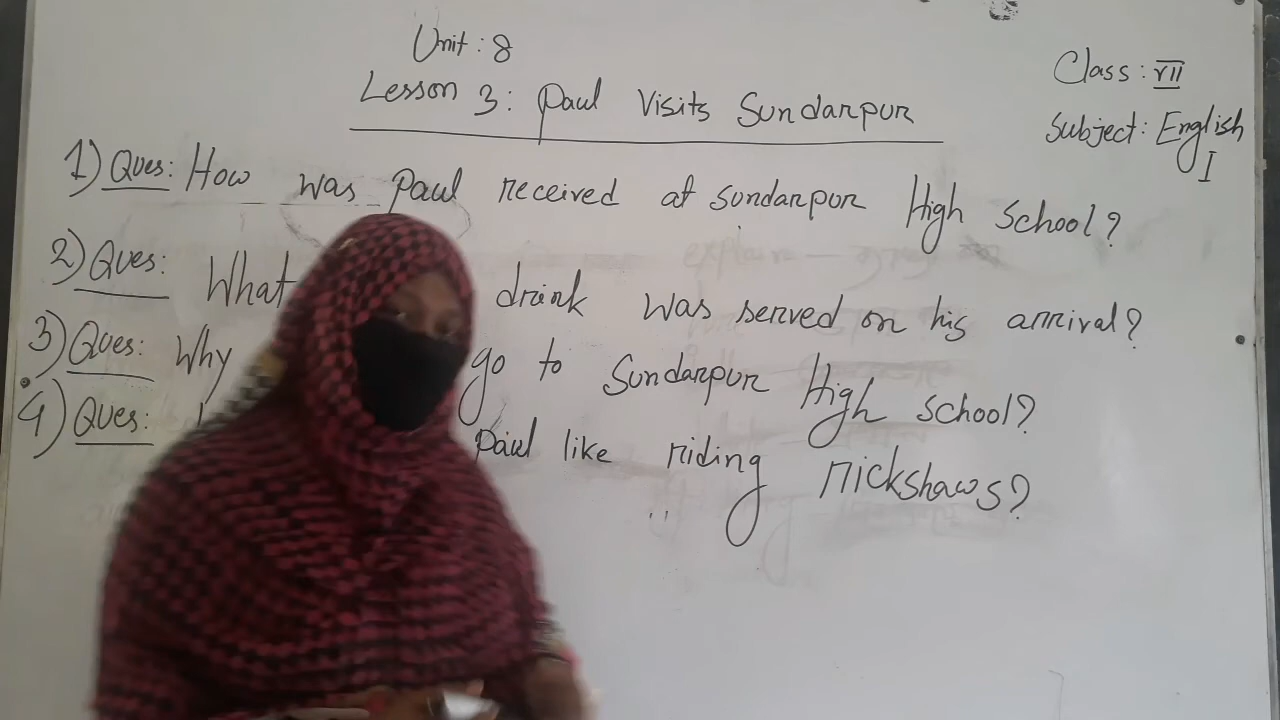 Unit: 8
Class: VII
Lesson 3: Paul Visits Sundarpur
Subject: English I
1) Ques: How was Paul received at Sundarpur High School?
2) Ques: What drink was served on his arrival?
3) Ques: Why go to Sundarpur High School?
4) Ques: Paul like riding rickshaws?